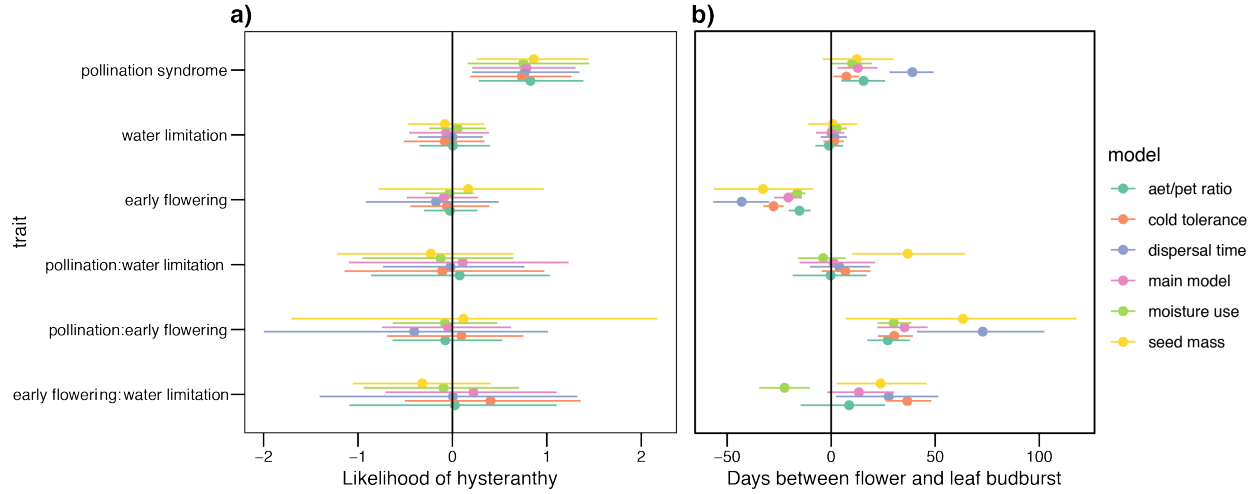 a)
b)
pollination syndrome
water limitation
early flowering
pollination:water limitation
pollination:early flowering
early flowering:water limitation
trait
−2
−1
0
1
2
Likelihood of hysteranthy
−50
0
50
100
Days between flower and leaf budburst
model
aet/pet ratio
cold tolerance
dispersal time
main model
moisture use
seed mass